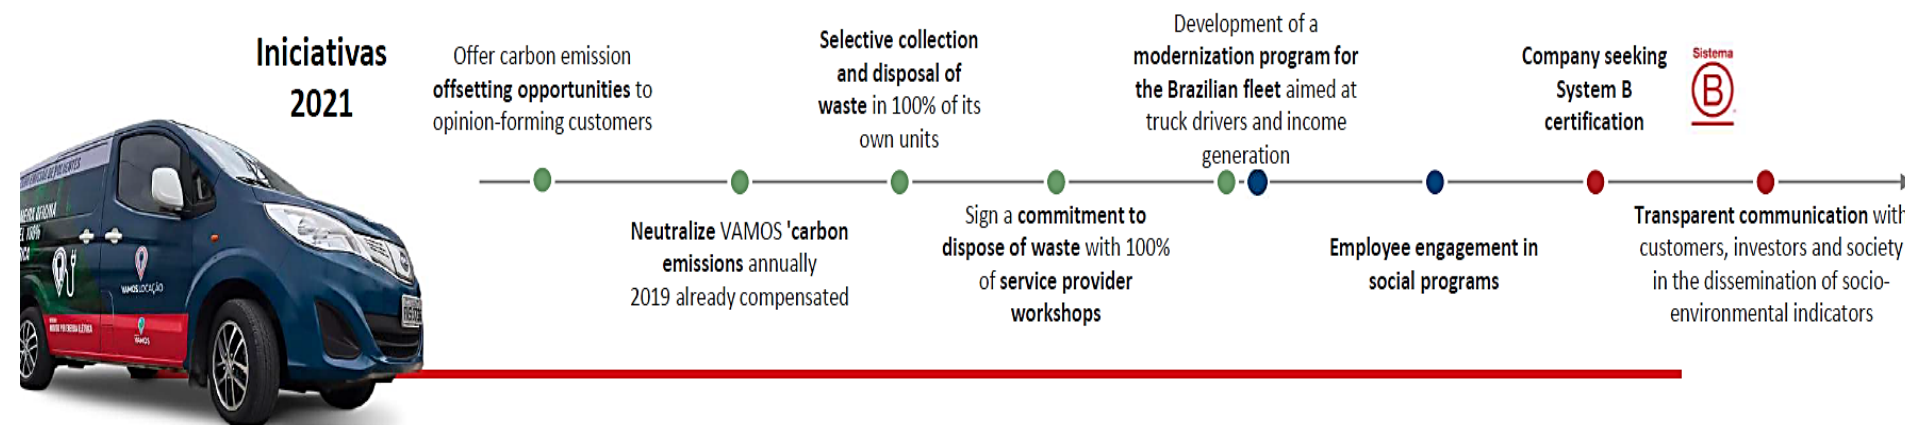 Iniciativas
2021
Offer carbon emission
offsetting opportunities to
opinion-forming customers
Neutralize VAMOS 'carbon
emissions annually
2019 already compensated
Selective collection
and disposal of
waste in 100% of its
own units
Sign a commitment to
dispose of waste with 100%
of service provider
workshops
Development of a
modernization program for
the Brazilian fleet aimed at
truck drivers and income
generation
Employee engagement in
social programs
Company seeking
System B
certification
Sistema
B
Transparent communication with
customers, investors and society
in the dissemination of socio-
environmental indicators
100%
VAMOS LOCAÇÃO
VAMOS